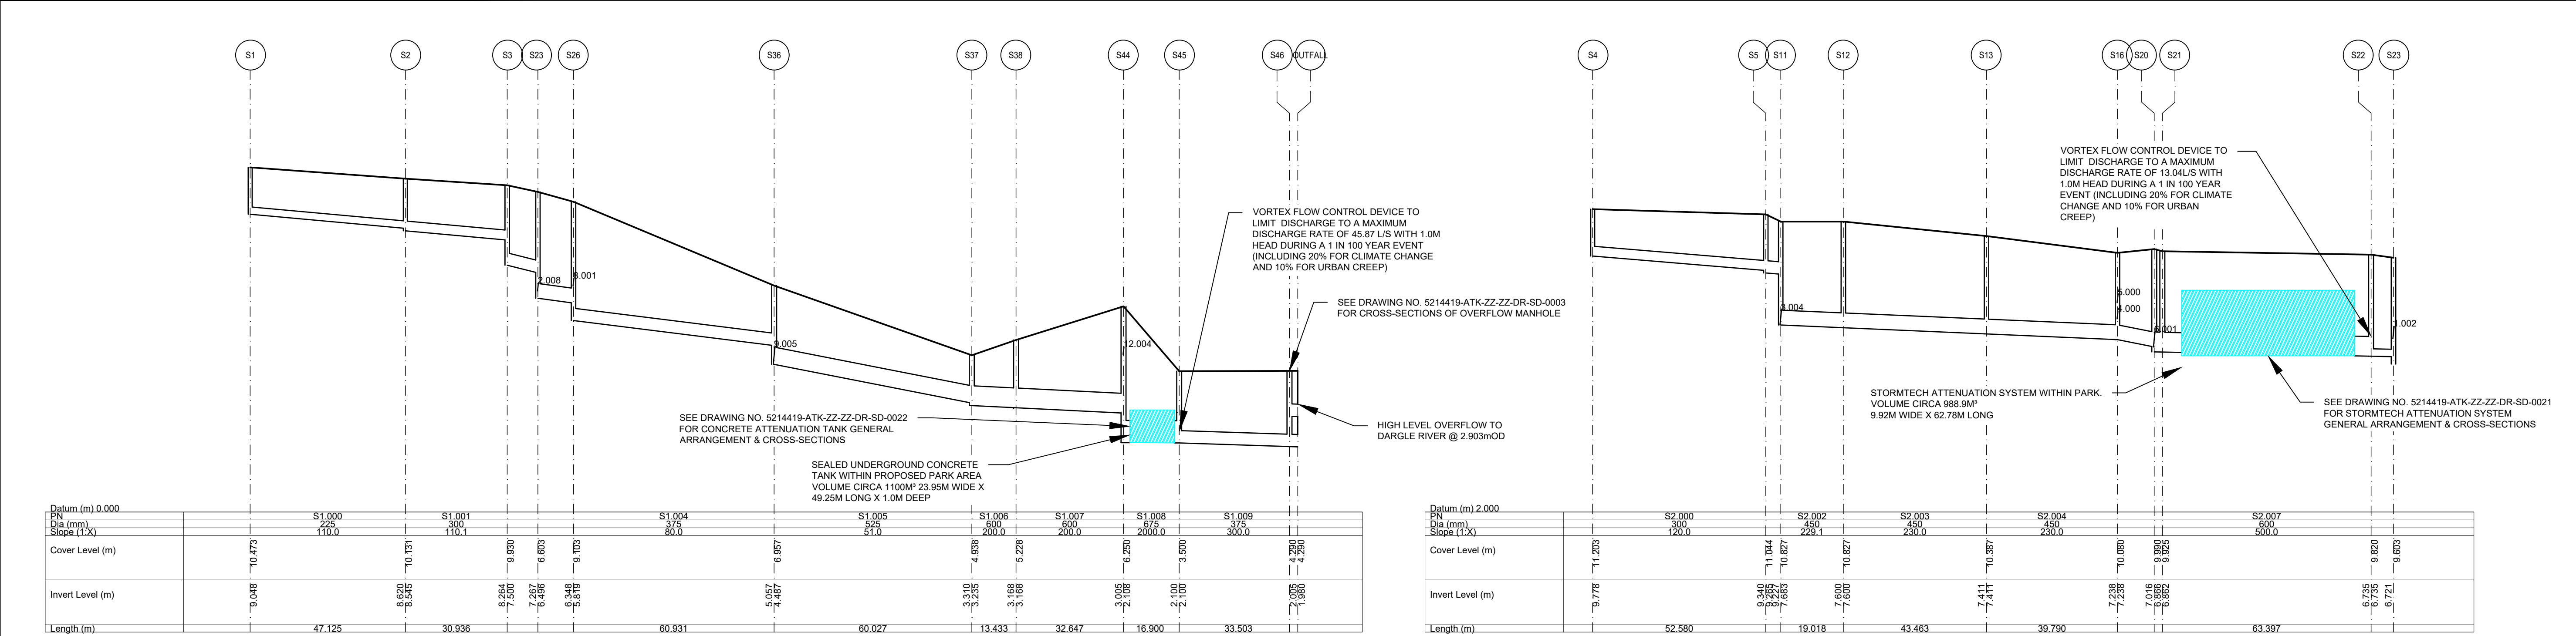 S1
S2
S3
S23
S26
S36
S37
S38
S44
S45
S46
OUTFALL
S4
S5
S11
S12
S13
S16
S20
S21
S22
S23
VORTEX FLOW CONTROL DEVICE TO
LIMIT DISCHARGE TO A MAXIMUM
DISCHARGE RATE OF 45.87 L/S WITH 1.0M
HEAD DURING A 1 IN 100 YEAR EVENT
(INCLUDING 20% FOR CLIMATE CHANGE
AND 10% FOR URBAN CREEP)
2.008
8.001
9.005
12.004
SEE DRAWING NO. 5214419-ATK-ZZ-ZZ-DR-SD-0003
FOR CROSS-SECTIONS OF OVERFLOW MANHOLE
SEE DRAWING NO. 5214419-ATK-ZZ-ZZ-DR-SD-0022
FOR CONCRETE ATTENUATION TANK GENERAL
ARRANGEMENT & CROSS-SECTIONS
HIGH LEVEL OVERFLOW TO
DARGLE RIVER @ 2.903mOD
SEALED UNDERGROUND CONCRETE
TANK WITHIN PROPOSED PARK AREA
VOLUME CIRCA 1100M³ 23.95M WIDE X
49.25M LONG X 1.0M DEEP
Datum (m) 0.000
PN S1.000 S1.001 S1.004 S1.005 S1.006 S1.007 S1.008 S1.009
Dia (mm) 225 300 375 525 600 600 675 375
Slope (1:X) 110.0 110.1 80.0 51.0 200.0 200.0 2000.0 300.0
Cover Level (m) 10.473 10.131 9.930 6.603 9.103 6.957 4.938 5.228 6.250 3.500 4.290 4.290
Invert Level (m) 9.048 8.620 8.545 8.264 7.500 7.267 6.496 6.348 5.819 5.057 4.487 3.310 3.235 3.168 3.168 3.005 2.108 2.100 2.100 2.005 1.980
Length (m) 47.125 30.936 60.931 60.027 13.433 32.647 16.900 33.503
VORTEX FLOW CONTROL DEVICE TO
LIMIT DISCHARGE TO A MAXIMUM
DISCHARGE RATE OF 13.04L/S WITH
1.0M HEAD DURING A 1 IN 100 YEAR
EVENT (INCLUDING 20% FOR CLIMATE
CHANGE AND 10% FOR URBAN
CREEP)
3.004
5.000
4.000
6.001
1.002
STORMTECH ATTENUATION SYSTEM WITHIN PARK.
VOLUME CIRCA 988.9M³
9.92M WIDE X 62.78M LONG
SEE DRAWING NO. 5214419-ATK-ZZ-ZZ-DR-SD-0021
FOR STORMTECH ATTENUATION SYSTEM
GENERAL ARRANGEMENT & CROSS-SECTIONS
Datum (m) 2.000
PN S2.000 S2.002 S2.003 S2.004 S2.007
Dia (mm) 300 450 450 450 600
Slope (1:X) 120.0 229.1 230.0 230.0 500.0
Cover Level (m) 11.203 11.044 10.827 10.827 10.387 10.080 9.990 9.925 9.820 9.603
Invert Level (m) 9.778 9.340 9.265 9.227 7.683 7.600 7.600 7.411 7.411 7.238 7.238 7.016 6.866 6.862 6.735 6.735 6.721
Length (m) 52.580 19.018 43.463 39.790 63.397